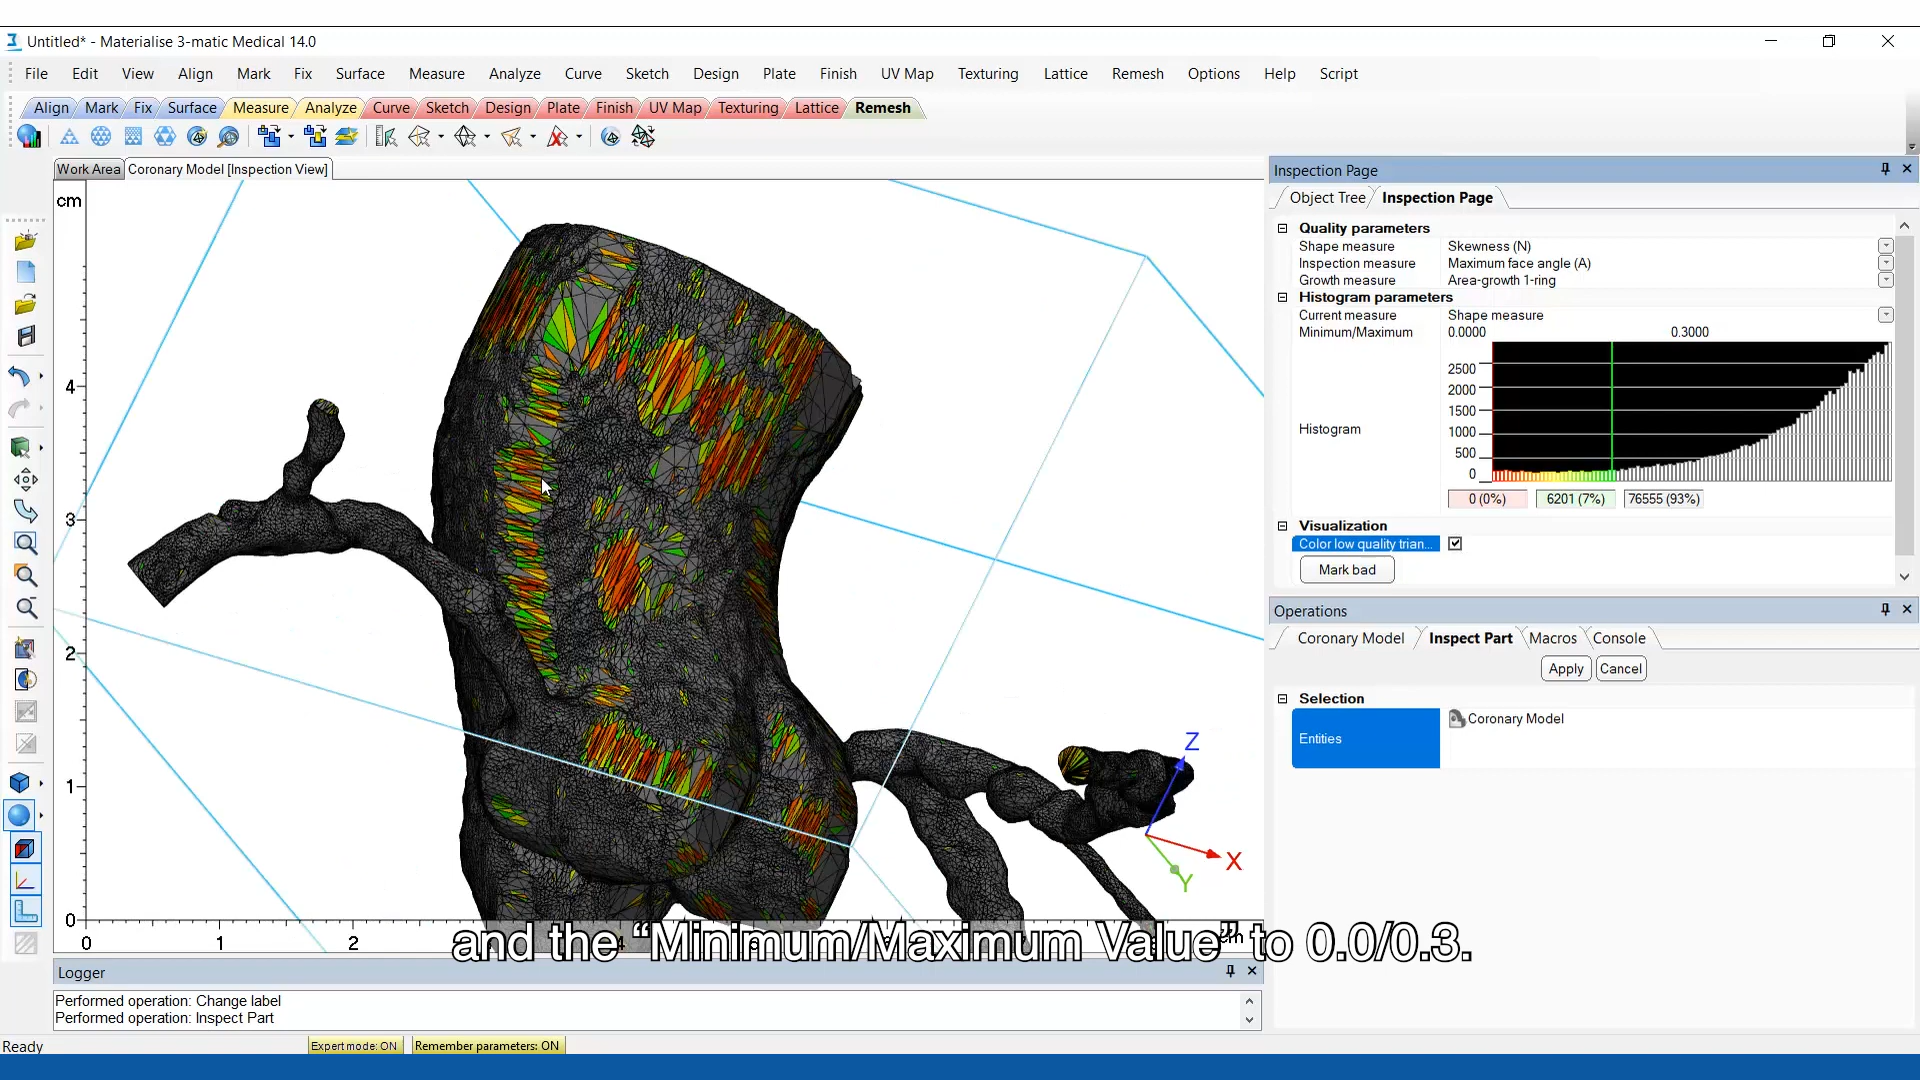 Untitled* - Materialise 3-matic Medical 14.0
File Edit View Align Mark Fix Surface Measure Analyze Curve Sketch Design Plate Finish UV Map Texturing Lattice Remesh Options Help Script
Align Mark Fix Surface Measure Analyze Curve Sketch Design Plate Finish UV Map Texturing Lattice Remesh
Work Area Coronary Model [Inspection View]
cm
4
3
2
1
0
0 1 2
Z
X
Y
and the “Minimum/Maximum Value” to 0.0/0.3.
Logger
Performed operation: Change label
Performed operation: Inspect Part
Ready Expert mode: ON Remember parameters: ON
Inspection Page
Object Tree Inspection Page
Quality parameters
Shape measure Skewness (N)
Inspection measure Maximum face angle (A)
Growth measure Area-growth 1-ring
Histogram parameters
Current measure Shape measure
Minimum/Maximum 0.0000 0.3000
Histogram
2500
2000
1500
1000
500
0
0 (0%) 6201 (7%) 76555 (93%)
Visualization
Color low quality trian...
Mark bad
Operations
Coronary Model Inspect Part Macros Console
Apply Cancel
Selection
Entities Coronary Model